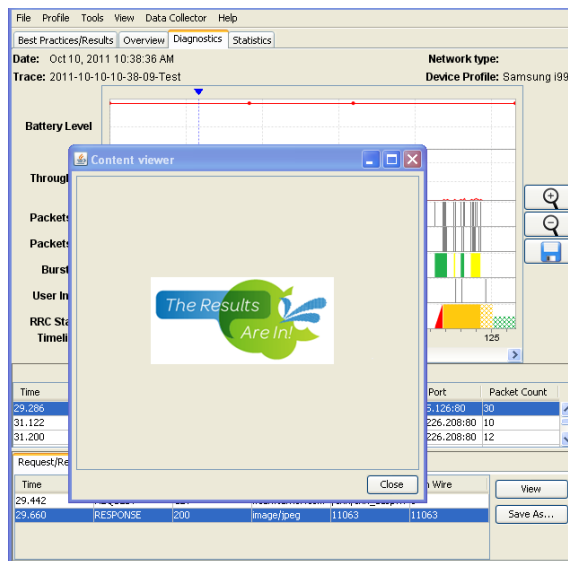 File Profile Tools View Data Collector Help
Best Practices/Results Overview Diagnostics Statistics
Date: Oct 10, 2011 10:38:36 AM Network type:
Trace: 2011-10-10-10-38-09-Test Device Profile: Samsung i99
Battery Level
Content viewer
Through
Packets
Packets
Burst
User In
RRC Sta
Timeli
125
The Results
Are In!
Time Port Packet Count
29.286 5.126:80 30
31.122 226.208:80 10
31.200 226.208:80 12
Request/Re
Close
Time Wire
View
29.442
29.660 RESPONSE 200 image/jpeg 11063 11063
Save As...